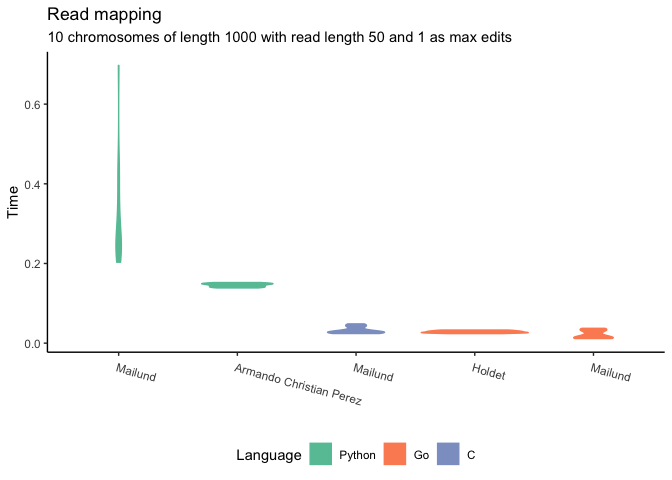 Read mapping
10 chromosomes of length 1000 with read length 50 and 1 as max edits
Time
0.6
0.4
0.2
0.0
Mailund
Armando Christian Perez
Mailund
Holdet
Mailund
Language
Python
Go
C